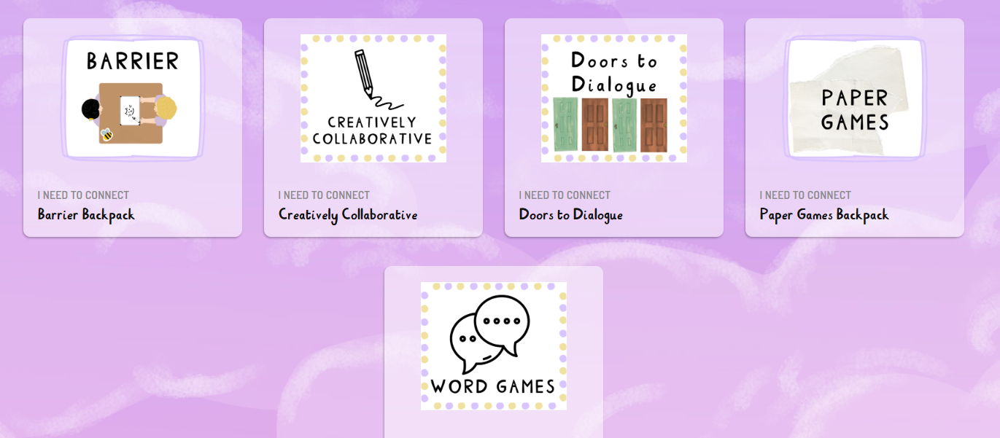 BARRIER
I NEED TO CONNECT
Barrier Backpack
CREATIVELY
COLLABORATIVE
I NEED TO CONNECT
Creatively Collaborative
Doors to
Dialogue
I NEED TO CONNECT
Doors to Dialogue
PAPER
GAMES
I NEED TO CONNECT
Paper Games Backpack
WORD GAMES